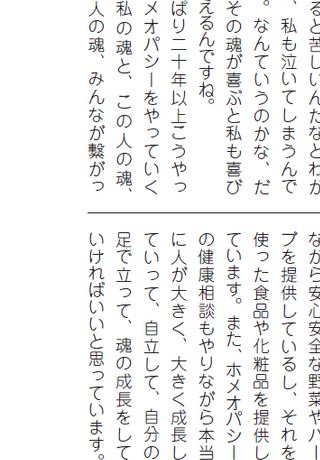 ると苦しいんだなとわか
、私も泣いてしまうんで
。なんていうのかな、だ
その魂が喜ぶと私も喜び
えるんですね。
ぱり二十年以上こうやっ
メオパシーをやっていく
私の魂と、この人の魂、
人の魂、みんなが繋がっ
ながら安心安全な野菜やハー
ブを提供しているし、それを
使った食品や化粧品を提供し
ています。また、ホメオパシー
の健康相談もやりながら本当
に人が大きく、大きく成長し
ていって、自立して、自分の
足で立って、魂の成長をして
いければいいと思っています。